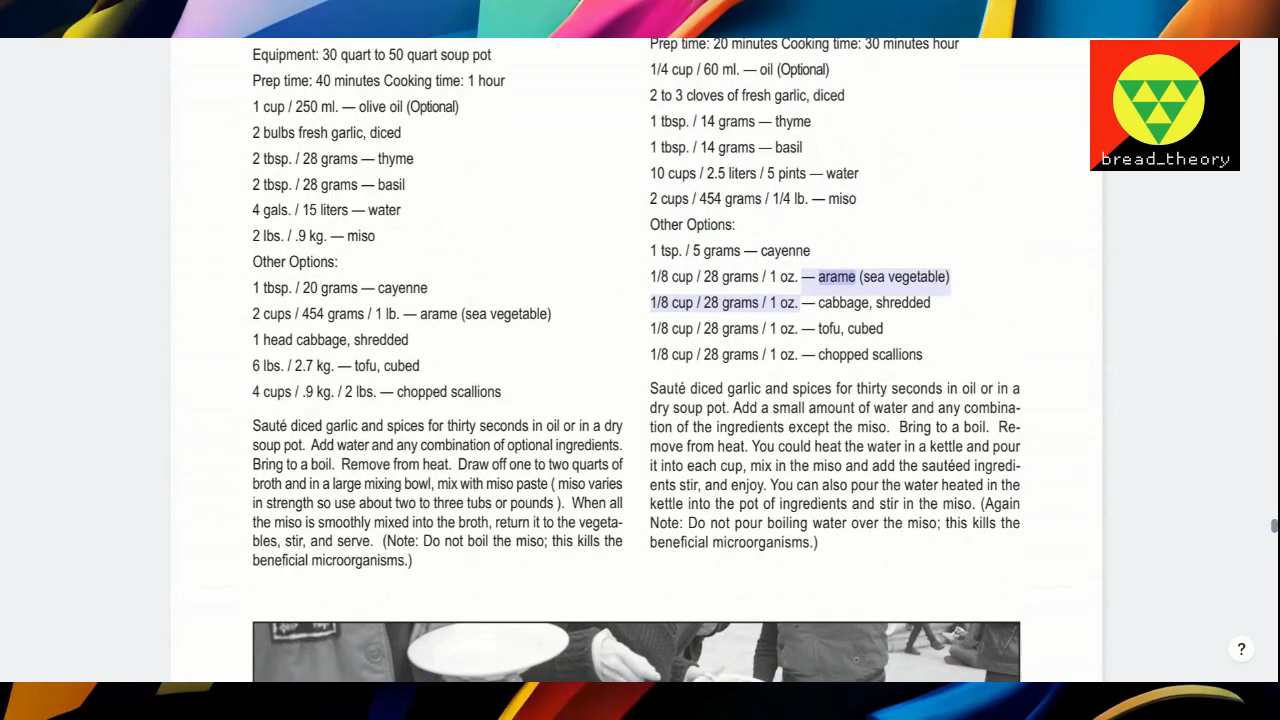 Equipment: 30 quart to 50 quart soup pot
Prep time: 40 minutes Cooking time: 1 hour
1 cup / 250 ml. — olive oil (Optional)
2 bulbs fresh garlic, diced
2 tbsp. / 28 grams — thyme
2 tbsp. / 28 grams — basil
4 gals. / 15 liters — water
2 lbs. / .9 kg. — miso
Other Options:
1 tbsp. / 20 grams — cayenne
2 cups / 454 grams / 1 lb. — arame (sea vegetable)
1 head cabbage, shredded
6 lbs. / 2.7 kg. — tofu, cubed
4 cups / .9 kg. / 2 lbs. — chopped scallions
Sauté diced garlic and spices for thirty seconds in oil or in a dry
soup pot. Add water and any combination of optional ingredients.
Bring to a boil. Remove from heat. Draw off one to two quarts of
broth and in a large mixing bowl, mix with miso paste ( miso varies
in strength so use about two to three tubs or pounds ). When all
the miso is smoothly mixed into the broth, return it to the vegeta-
bles, stir, and serve. (Note: Do not boil the miso; this kills the
beneficial microorganisms.)
Prep time: 20 minutes Cooking time: 30 minutes hour
1/4 cup / 60 ml. — oil (Optional)
2 to 3 cloves of fresh garlic, diced
1 tbsp. / 14 grams — thyme
1 tbsp. / 14 grams — basil
10 cups / 2.5 liters / 5 pints — water
2 cups / 454 grams / 1/4 lb. — miso
Other Options:
1 tsp. / 5 grams — cayenne
1/8 cup / 28 grams / 1 oz. — arame (sea vegetable)
1/8 cup / 28 grams / 1 oz. — cabbage, shredded
1/8 cup / 28 grams / 1 oz. — tofu, cubed
1/8 cup / 28 grams / 1 oz. — chopped scallions
Sauté diced garlic and spices for thirty seconds in oil or in a
dry soup pot. Add a small amount of water and any combina-
tion of the ingredients except the miso. Bring to a boil. Re-
move from heat. You could heat the water in a kettle and pour
it into each cup, mix in the miso and add the sautéed ingredi-
ents stir, and enjoy. You can also pour the water heated in the
kettle into the pot of ingredients and stir in the miso. (Again
Note: Do not pour boiling water over the miso; this kills the
beneficial microorganisms.)
bread_theory
?